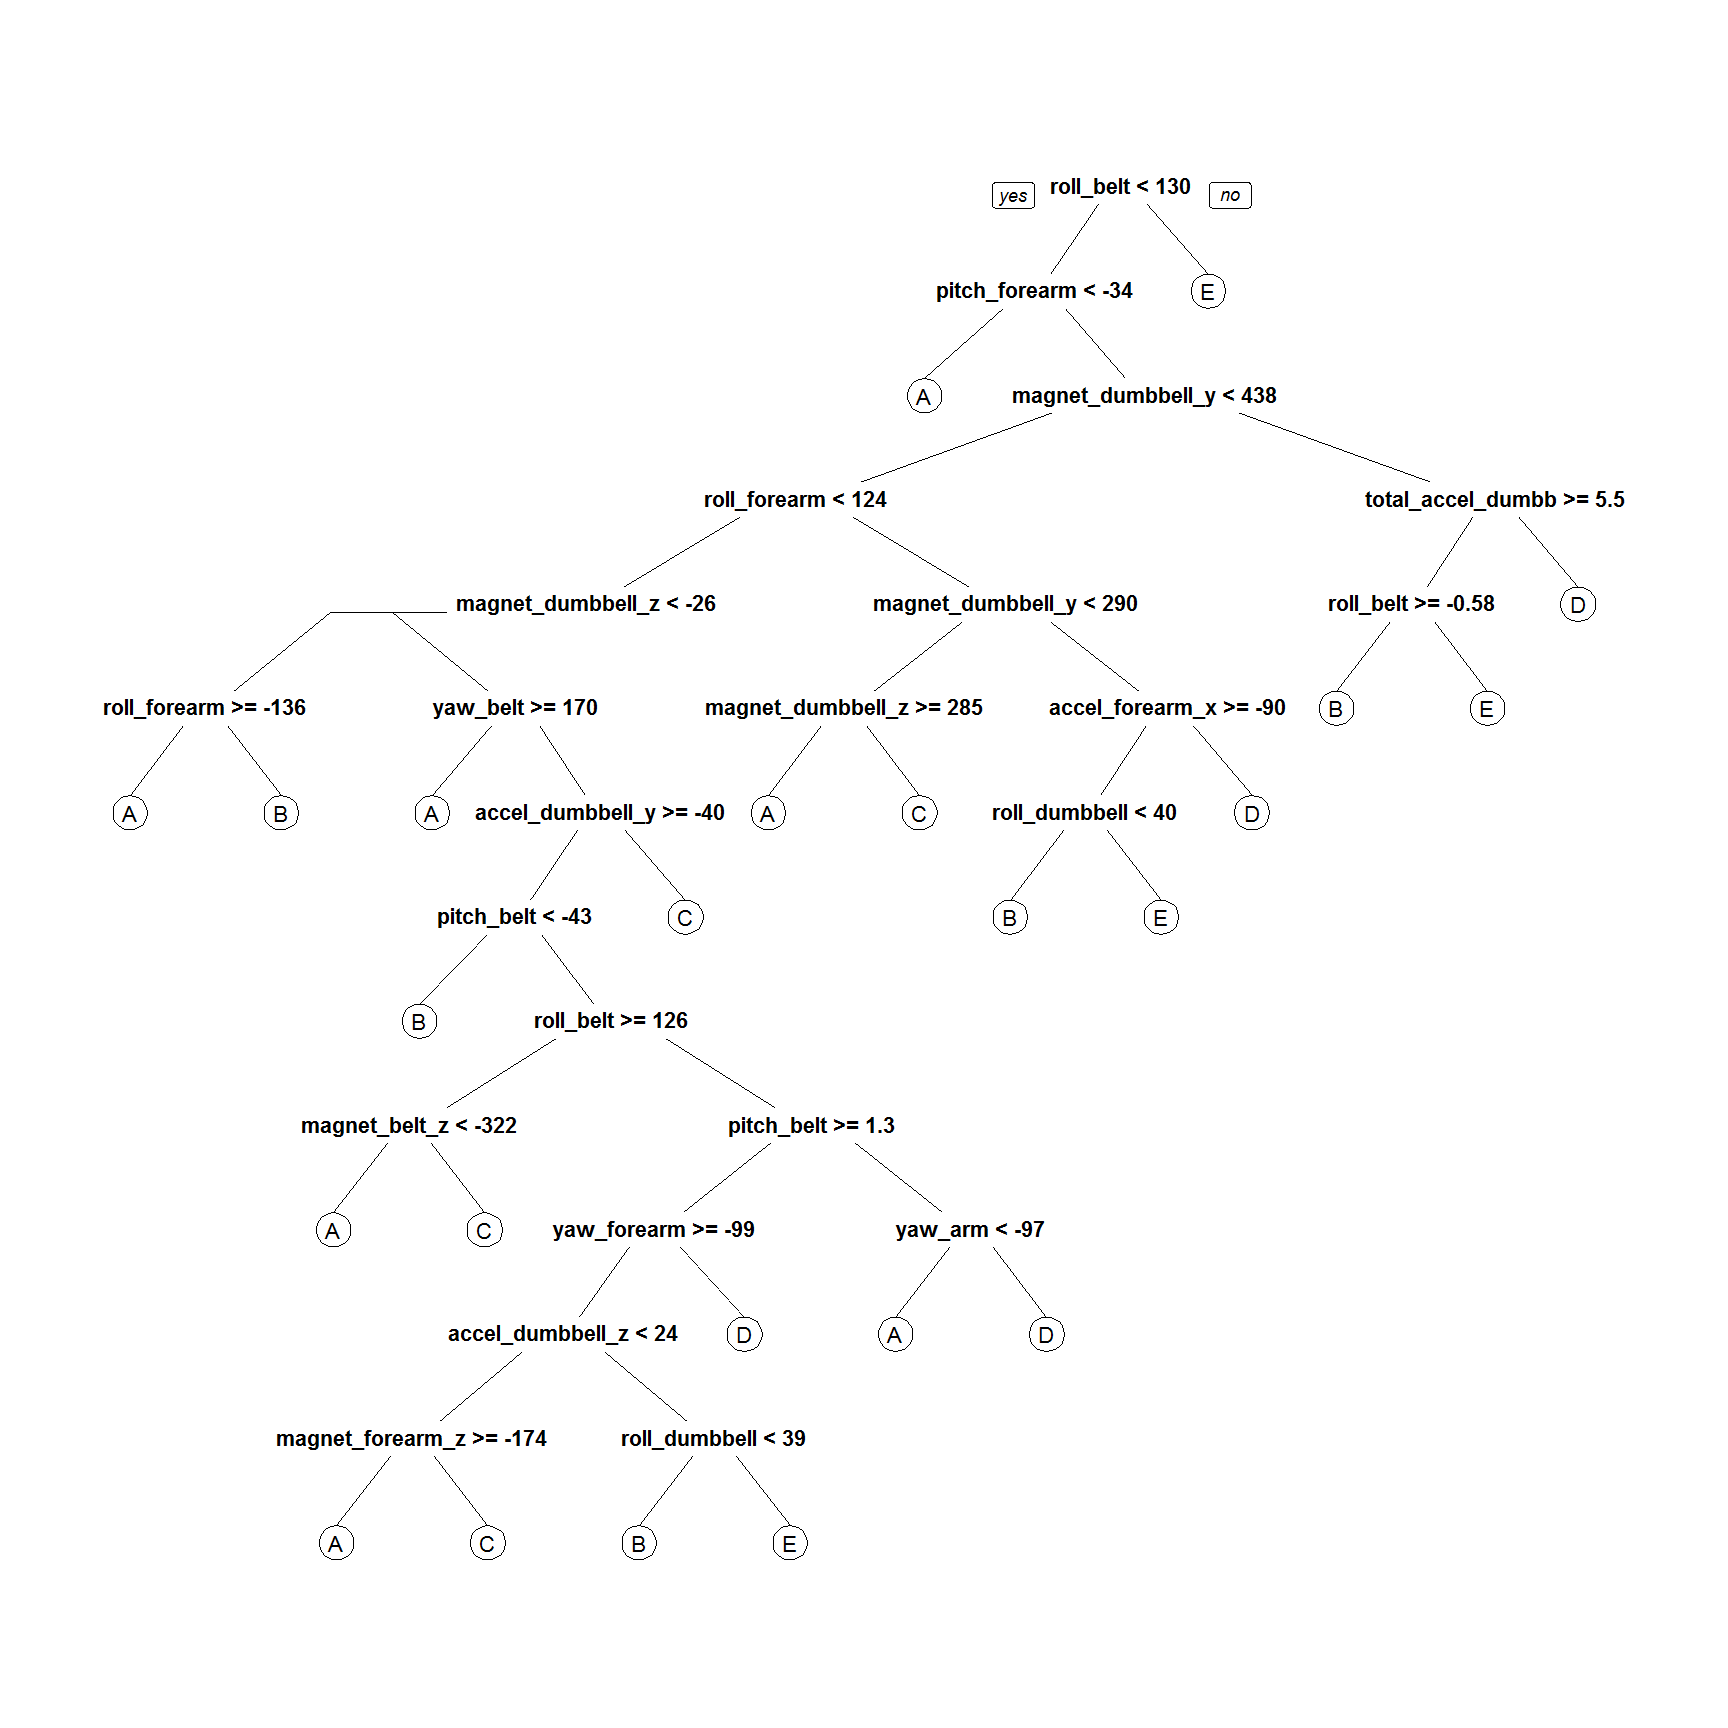 yes roll_belt < 130 no
pitch_forearm < -34 E
A magnet_dumbbell_y < 438
roll_forearm < 124 total_accel_dumbb >= 5.5
magnet_dumbbell_z < -26 magnet_dumbbell_y < 290 roll_belt >= -0.58 D
roll_forearm >= -136 yaw_belt >= 170 magnet_dumbbell_z >= 285 accel_forearm_x >= -90 B E
A B A accel_dumbbell_y >= -40 A C roll_dumbbell < 40 D
pitch_belt < -43 C B E
B roll_belt >= 126
magnet_belt_z < -322 pitch_belt >= 1.3
A C yaw_forearm >= -99 yaw_arm < -97
accel_dumbbell_z < 24 D A D
magnet_forearm_z >= -174 roll_dumbbell < 39
A C B E